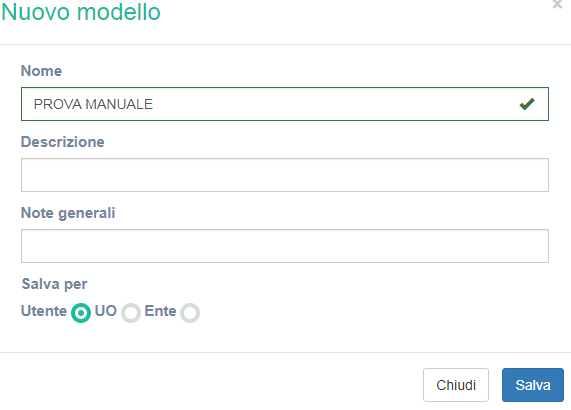 Nuovo modello
×
Nome
PROVA MANUALE
Descrizione
Note generali
Salva per
Utente UO Ente
Chiudi Salva